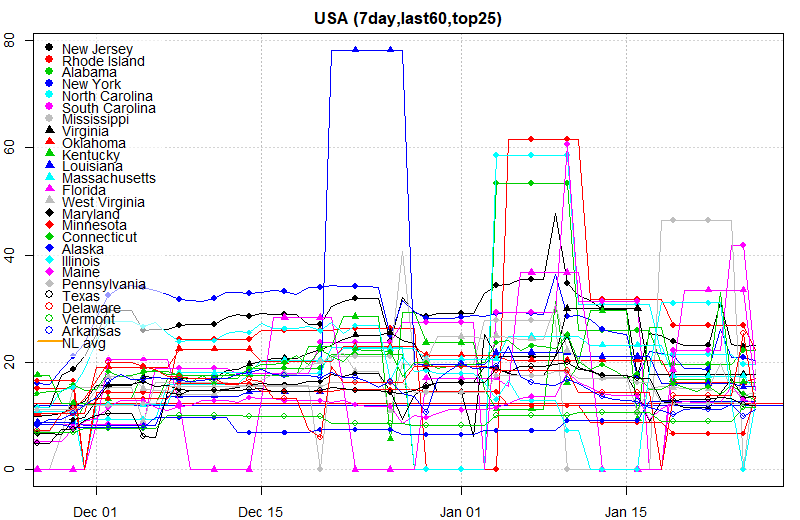 USA (7day,last60,top25)
80
60
40
20
0
New Jersey
Rhode Island
Alabama
New York
North Carolina
South Carolina
Mississippi
Virginia
Oklahoma
Kentucky
Louisiana
Massachusetts
Florida
West Virginia
Maryland
Minnesota
Connecticut
Alaska
Illinois
Maine
Pennsylvania
Texas
Delaware
Vermont
Arkansas
NL avg
Dec 01 Dec 15 Jan 01 Jan 15